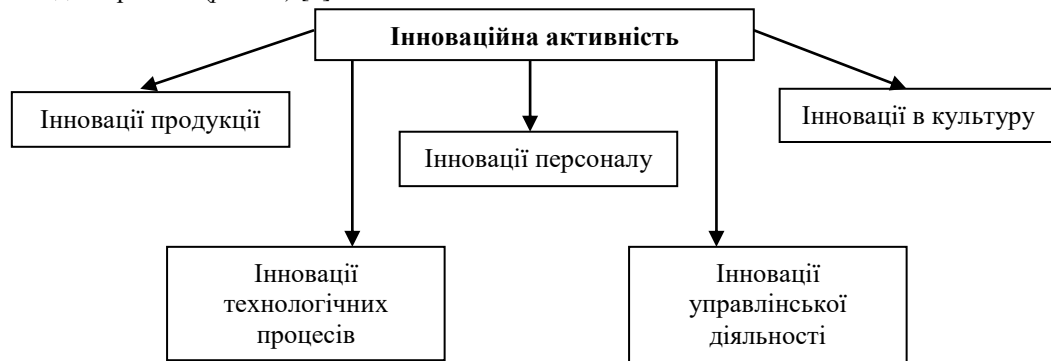 Інноваційна активність
Інновації продукції
Інновації в культуру
Інновації персоналу
Інновації
технологічних
процесів
Інновації
управлінської
діяльності